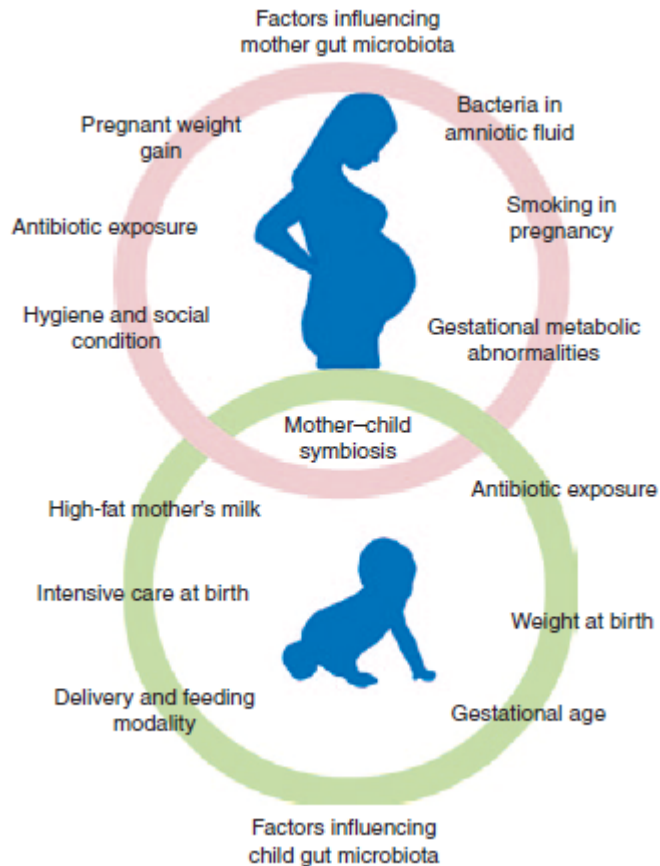 Factors influencing
mother gut microbiota
Pregnant weight
gain
Bacteria in
amniotic fluid
Antibiotic exposure
Smoking in
pregnancy
Hygiene and social
condition
Gestational metabolic
abnormalities
Mother–child
symbiosis
High-fat mother's milk
Antibiotic exposure
Intensive care at birth
Weight at birth
Delivery and feeding
modality
Gestational age
Factors influencing
child gut microbiota